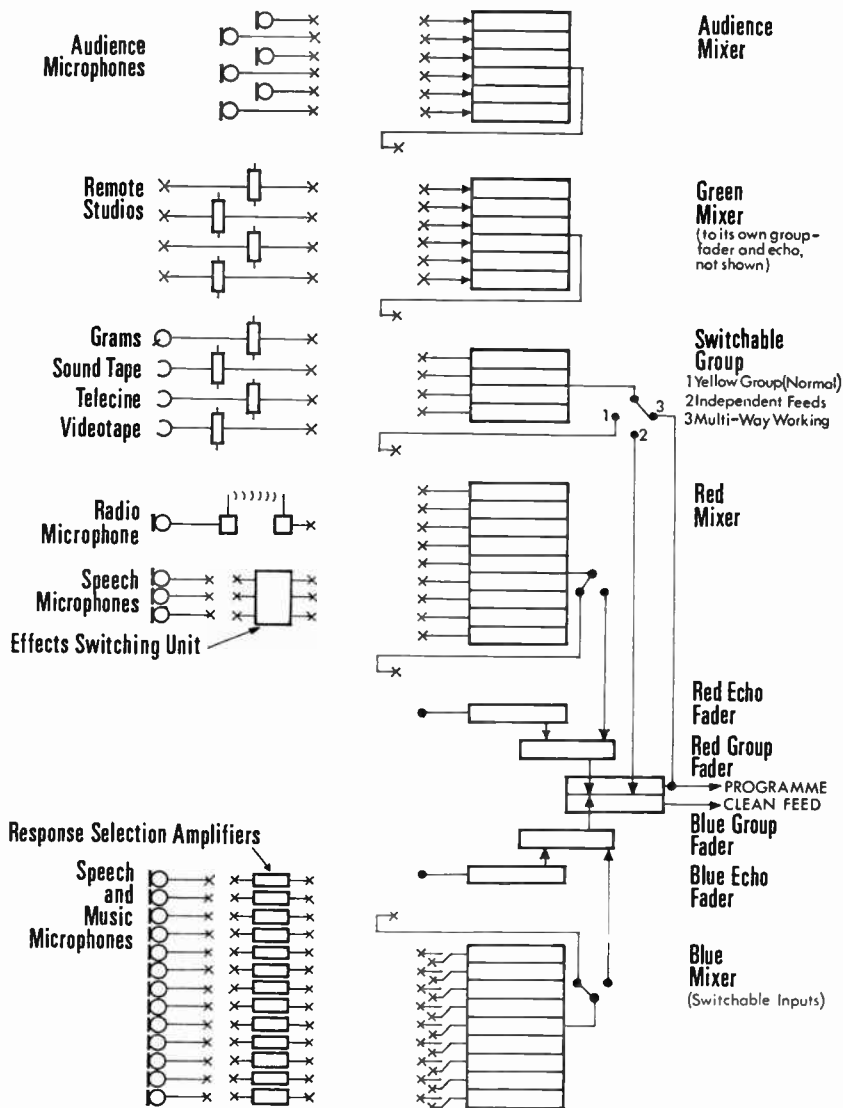 Audience
Microphones
Audience
Mixer
Remote
Studios
Green
Mixer
(to its own group-
fader and echo,
not shown)
Grams
Sound Tape
Telecine
Videotape
Switchable
Group
1 Yellow Group (Normal)
2 Independent Feeds
3 Multi-Way Working
1
2
3
Radio
Microphone
Red
Mixer
Speech
Microphones
Effects Switching Unit
Red Echo
Fader
Red Group
Fader
PROGRAMME
CLEAN FEED
Blue Group
Fader
Blue Echo
Fader
Response Selection Amplifiers
Speech
and
Music
Microphones
Blue
Mixer
(Switchable Inputs)